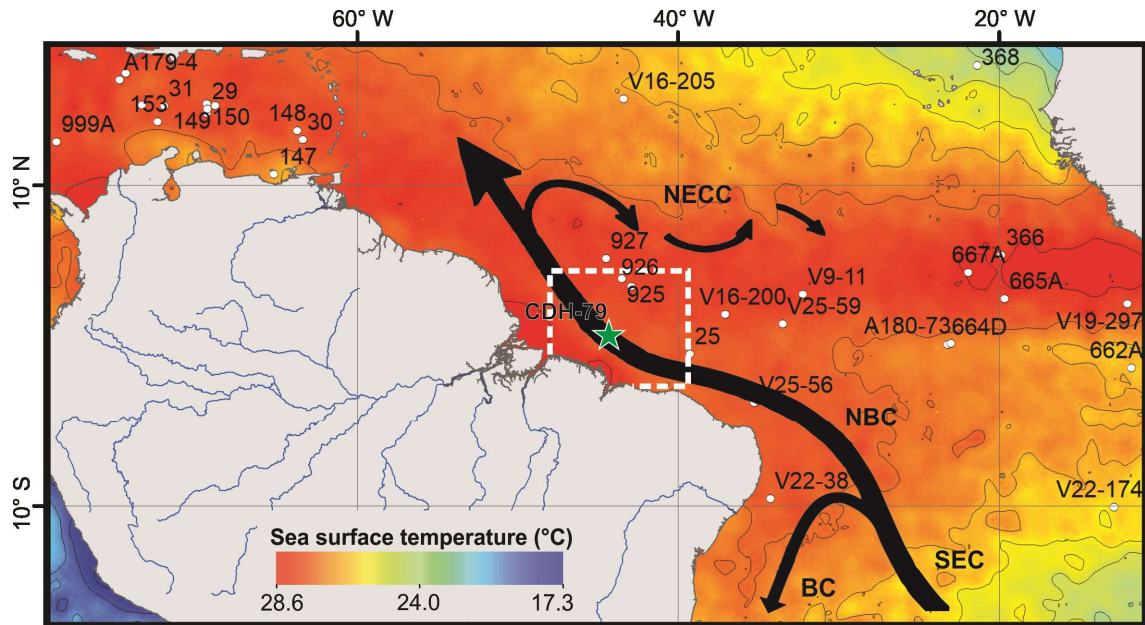 60° W
40° W
20° W
A179-4
368
31
29
V16-205
153
999A
149
150
148
30
147
10° N
NECC
927
366
926
667A
925
V9-11
CDH-79
V16-200
665A
V25-59
A180-73
664D
V19-297
25
662A
V25-56
NBC
V22-38
V22-174
10° S
Sea surface temperature (°C)
SEC
BC
28.6
24.0
17.3